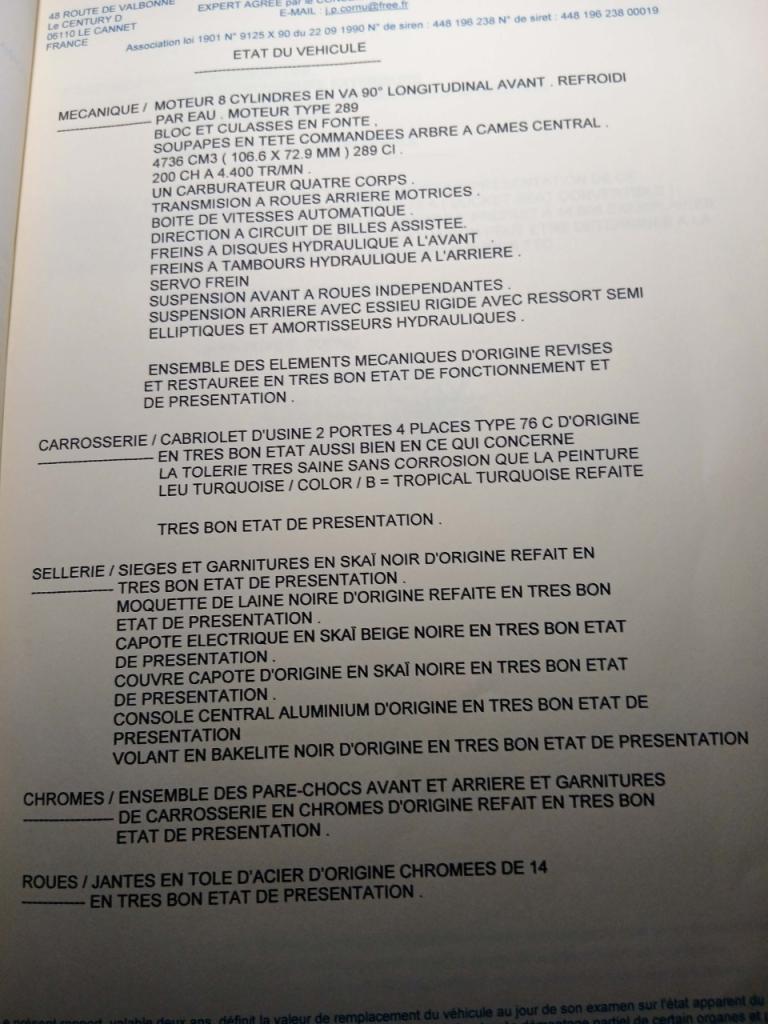 48 ROUTE DE VALBONNE
Le CENTURY D
06110 LE CANNET
FRANCE
EXPERT AGREE par le
E-MAIL : j.p.cornu@free.fr
Association loi 1901 N° 9125 X 90 du 22 09 1990 N° de siren : 448 196 238 N° de siret : 448 196 238 00019
ETAT DU VEHICULE
MECANIQUE / MOTEUR 8 CYLINDRES EN VA 90° LONGITUDINAL AVANT . REFROIDI
PAR EAU . MOTEUR TYPE 289
BLOC ET CULASSES EN FONTE .
SOUPAPES EN TETE COMMANDEES ARBRE A CAMES CENTRAL .
4736 CM3 ( 106.6 X 72.9 MM ) 289 CI .
200 CH A 4.400 TR/MN .
UN CARBURATEUR QUATRE CORPS .
TRANSMISION A ROUES ARRIERE MOTRICES .
BOITE DE VITESSES AUTOMATIQUE .
DIRECTION A CIRCUIT DE BILLES ASSISTEE.
FREINS A DISQUES HYDRAULIQUE A L'AVANT .
FREINS A TAMBOURS HYDRAULIQUE A L'ARRIERE .
SERVO FREIN
SUSPENSION AVANT A ROUES INDEPENDANTES .
SUSPENSION ARRIERE AVEC ESSIEU RIGIDE AVEC RESSORT SEMI
ELLIPTIQUES ET AMORTISSEURS HYDRAULIQUES .
ENSEMBLE DES ELEMENTS MECANIQUES D'ORIGINE REVISES
ET RESTAUREE EN TRES BON ETAT DE FONCTIONNEMENT ET
DE PRESENTATION .
CARROSSERIE / CABRIOLET D'USINE 2 PORTES 4 PLACES TYPE 76 C D'ORIGINE
EN TRES BON ETAT AUSSI BIEN EN CE QUI CONCERNE
LA TOLERIE TRES SAINE SANS CORROSION QUE LA PEINTURE
LEU TURQUOISE / COLOR / B = TROPICAL TURQUOISE REFAITE
TRES BON ETAT DE PRESENTATION .
SELLERIE / SIEGES ET GARNITURES EN SKAÏ NOIR D'ORIGINE REFAIT EN
TRES BON ETAT DE PRESENTATION .
MOQUETTE DE LAINE NOIRE D'ORIGINE REFAITE EN TRES BON
ETAT DE PRESENTATION .
CAPOTE ELECTRIQUE EN SKAÏ BEIGE NOIRE EN TRES BON ETAT
DE PRESENTATION .
COUVRE CAPOTE D'ORIGINE EN SKAÏ NOIRE EN TRES BON ETAT
DE PRESENTATION .
CONSOLE CENTRAL ALUMINIUM D'ORIGINE EN TRES BON ETAT DE
PRESENTATION
VOLANT EN BAKELITE NOIR D'ORIGINE EN TRES BON ETAT DE PRESENTATION
CHROMES / ENSEMBLE DES PARE-CHOCS AVANT ET ARRIERE ET GARNITURES
DE CARROSSERIE EN CHROMES D'ORIGINE REFAIT EN TRES BON
ETAT DE PRESENTATION .
ROUES / JANTES EN TOLE D'ACIER D'ORIGINE CHROMEES DE 14
EN TRES BON ETAT DE PRESENTATION .
présent rapport, valable deux ans, définit la valeur de remplacement du véhicule au jour de son examen sur l'état apparent du
démontage partiel de certain organes et